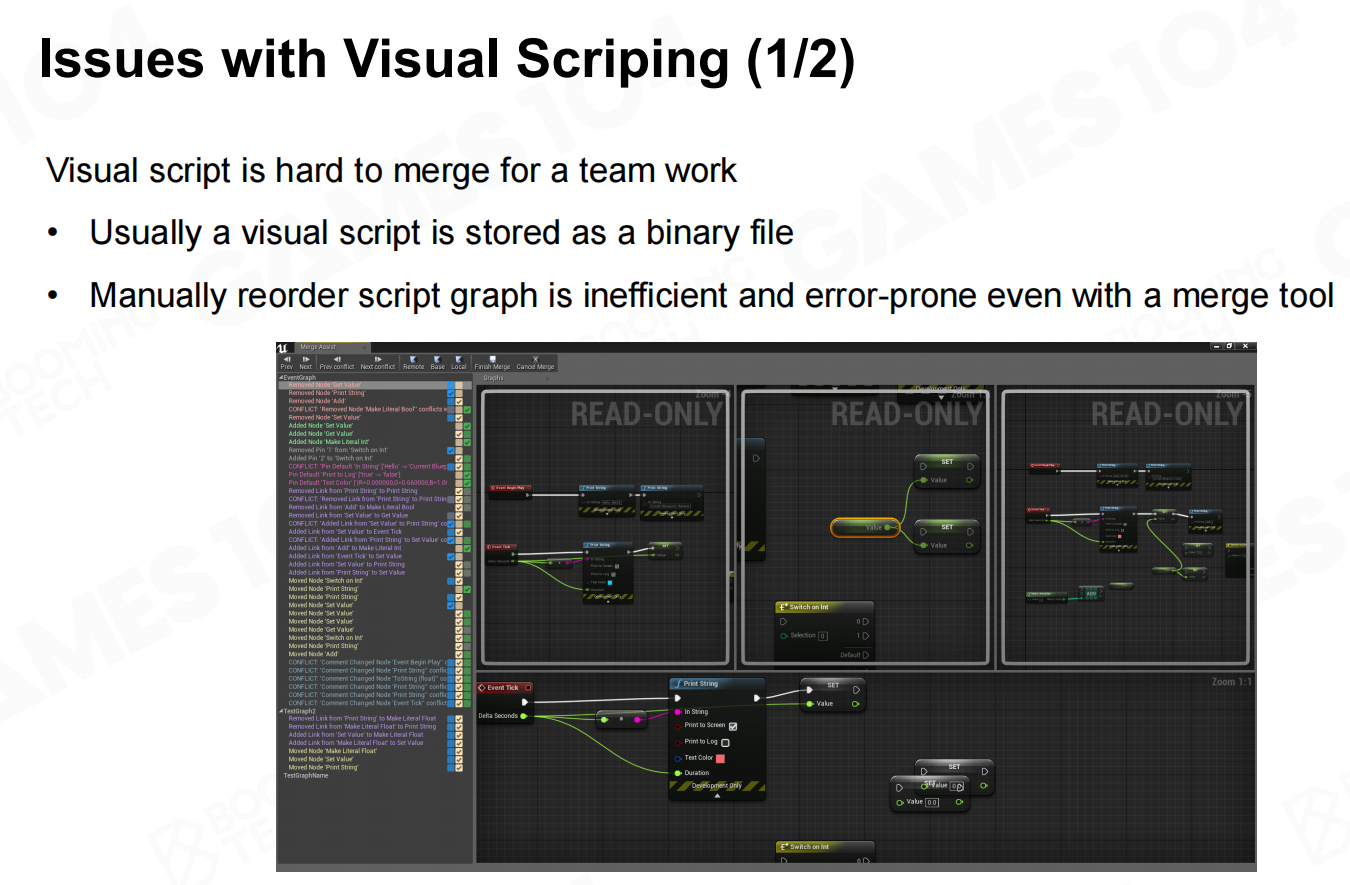 Issues with Visual Scriping (1/2)
Visual script is hard to merge for a team work
• Usually a visual script is stored as a binary file
• Manually reorder script graph is inefficient and error-prone even with a merge tool
Merge Assist
Prev Next Prev conflict Next conflict Remote Base Local Finish Merge Cancel Merge
Graphs
EventGraph
Removed Node 'Get Value'
Removed Node 'Print String'
Removed Node 'Add'
CONFLICT: 'Removed Node 'Make Literal Bool'' conflicts w
Removed Node 'Set Value'
Added Node 'Set Value'
Added Node 'Get Value'
Added Node 'Make Literal Int'
Removed Pin '1' from 'Switch on Int'
Added Pin '2' to 'Switch on Int'
CONFLICT: 'Pin Default 'In String' ['Hello' -> 'Current Bluep
Pin Default 'Print to Log' ['true' -> 'false']
Pin Default 'Text Color'
Removed Link from 'Print String' to Print String
CONFLICT: 'Removed Link from 'Print String' to Print Strin
Removed Link from 'Add' to Make Literal Bool
Removed Link from 'Set Value' to Get Value
CONFLICT: 'Added Link from 'Set Value' to Print String' co
Added Link from 'Set Value' to Event Tick
CONFLICT: 'Added Link from 'Print String' to Set Value' co
Added Link from 'Add' to Make Literal Int
Added Link from 'Event Tick' to Set Value
Added Link from 'Set Value' to Print String
Added Link from 'Print String' to Set Value
Moved Node 'Switch on Int'
Moved Node 'Print String'
Moved Node 'Print String'
Moved Node 'Set Value'
Moved Node 'Set Value'
Moved Node 'Set Value'
Moved Node 'Get Value'
Moved Node 'Switch on Int'
Moved Node 'Print String'
Moved Node 'Add'
CONFLICT: 'Comment Changed Node 'Event Begin Play''
CONFLICT: 'Comment Changed Node 'Print String'' conflic
CONFLICT: 'Comment Changed Node 'ToString (float)'' co
CONFLICT: 'Comment Changed Node 'Print String'' conflic
CONFLICT: 'Comment Changed Node 'Print String'' conflic
CONFLICT: 'Comment Changed Node 'Event Tick'' conflict
TestGraph2
Removed Link from 'Print String' to Make Literal Float
Removed Link from 'Make Literal Float' to Print String
Added Link from 'Set Value' to Make Literal Float
Added Link from 'Make Literal Float' to Set Value
Moved Node 'Make Literal Float'
Moved Node 'Set Value'
Moved Node 'Print String'
TestGraphName
READ-ONLY
Event Begin Play
Print String
Print String
Event Tick
Print String
SET
READ-ONLY
Development Only
SET
Value
Value
SET
Value
Switch on Int
0
Selection 0 1
Default
READ-ONLY
ADD
Zoom 1:1
Event Tick
Delta Seconds
Print String
In String
Print to Screen
Print to Log
Text Color
Duration
Development Only
SET
Value
SET
Value 0.0
SET
Value 0.0
Switch on Int
0
GAMES 104
BOOMING TECH